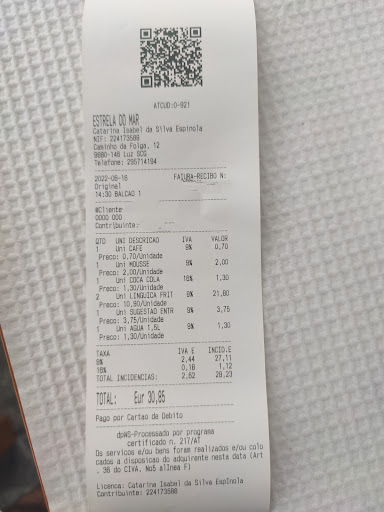 ATCUD:0-921
ESTRELA DO MAR
Catarina Isabel da Silva Espinola
NIF: 224173588
Caminho da Folga, 12
9880-146 Luz SCG
Telefone: 295714194
2022-06-16 FATURA-RECIBO N:
Original
14:30 BALCAO 1
@Cliente
0000 000
Contribuinte:
QTD UNI DESCRICAO IVA VALOR
1 Uni CAFE 9% 0,70
Preco: 0,70/Unidade
1 Uni MOUSSE 9% 2,00
Preco: 2,00/Unidade
1 Uni COCA COLA 16% 1,30
Preco: 1,30/Unidade
2 Uni LINGUICA FRIT 9% 21,80
Preco: 10,90/Unidade
1 Uni SUGESTAO ENTR 9% 3,75
Preco: 3,75/Unidade
1 Uni AGUA 1,5L 9% 1,30
Preco: 1,30/Unidade
TAXA IVA E INCID.E
9% 2,44 27,11
16% 0,18 1,12
TOTAL INCIDENCIAS: 2,62 28,23
TOTAL: Eur 30,85
Pago por Cartao de Debito
dpWS-Processado por programa
certificado n. 217/AT
Os servicos e/ou bens foram realizados e/ou colo
cados a disposicao do adquirente nesta data (Art
. 36 do CIVA, No5 alInea F)
Licenca: Catarina Isabel da Silva EspInola
Contribuinte: 224173588